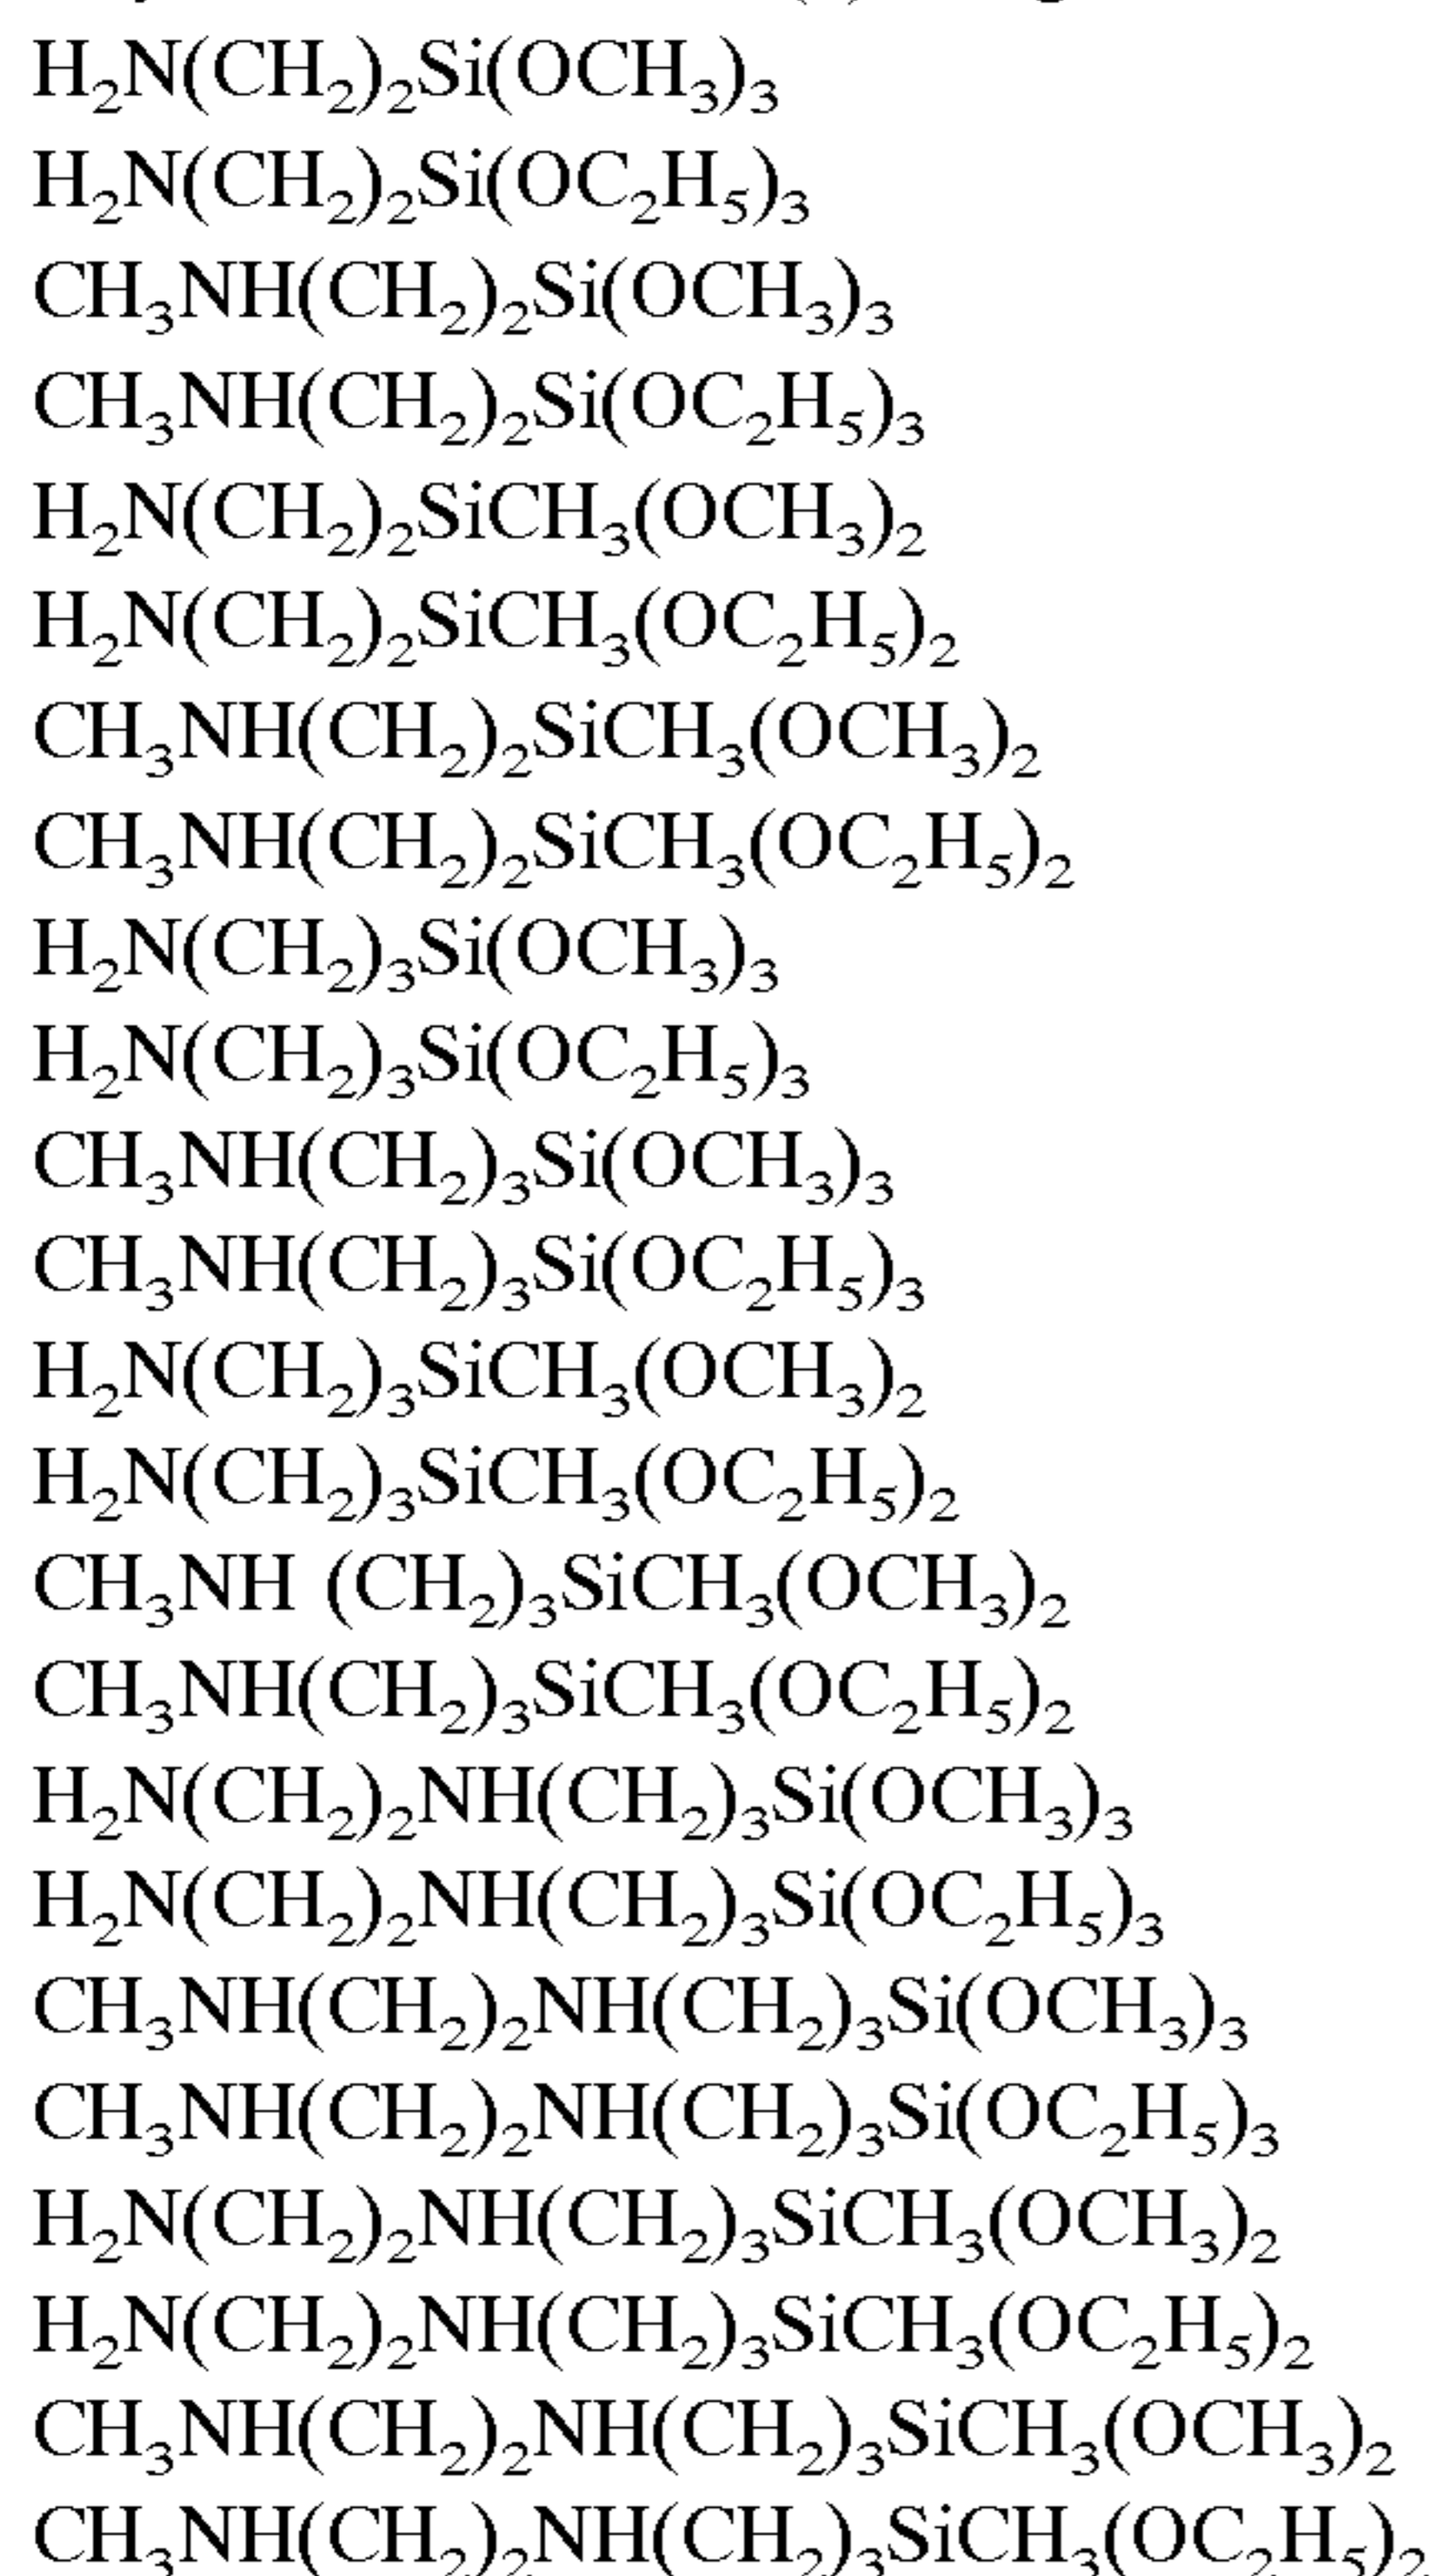 H₂N(CH₂)₂Si(OCH₃)₃
H₂N(CH₂)₂Si(OC₂H₅)₃
CH₃NH(CH₂)₂Si(OCH₃)₃
CH₃NH(CH₂)₂Si(OC₂H₅)₃
H₂N(CH₂)₂SiCH₃(OCH₃)₂
H₂N(CH₂)₂SiCH₃(OC₂H₅)₂
CH₃NH(CH₂)₂SiCH₃(OCH₃)₂
CH₃NH(CH₂)₂SiCH₃(OC₂H₅)₂
H₂N(CH₂)₃Si(OCH₃)₃
H₂N(CH₂)₃Si(OC₂H₅)₃
CH₃NH(CH₂)₃Si(OCH₃)₃
CH₃NH(CH₂)₃Si(OC₂H₅)₃
H₂N(CH₂)₃SiCH₃(OCH₃)₂
H₂N(CH₂)₃SiCH₃(OC₂H₅)₂
CH₃NH (CH₂)₃SiCH₃(OCH₃)₂
CH₃NH(CH₂)₃SiCH₃(OC₂H₅)₂
H₂N(CH₂)₂NH(CH₂)₃Si(OCH₃)₃
H₂N(CH₂)₂NH(CH₂)₃Si(OC₂H₅)₃
CH₃NH(CH₂)₂NH(CH₂)₃Si(OCH₃)₃
CH₃NH(CH₂)₂NH(CH₂)₃Si(OC₂H₅)₃
H₂N(CH₂)₂NH(CH₂)₃SiCH₃(OCH₃)₂
H₂N(CH₂)₂NH(CH₂)₃SiCH₃(OC₂H₅)₂
CH₃NH(CH₂)₂NH(CH₂)₃SiCH₃(OCH₃)₂
CH₃NH(CH₂)₂NH(CH₂)₃SiCH₃(OC₂H₅)₂